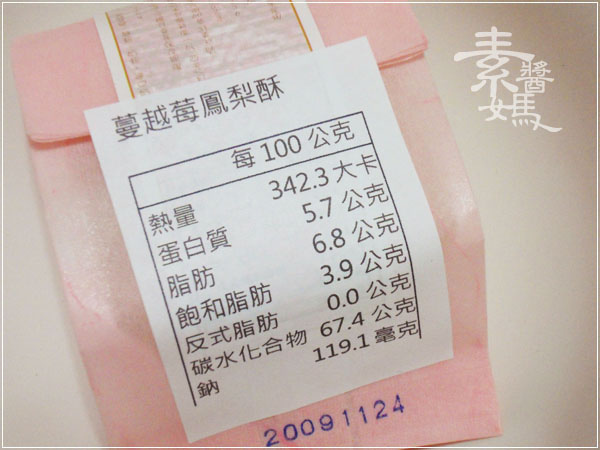 素
醬
媽
蔓越莓鳳梨酥
每 100 公克
熱量 342.3 大卡
蛋白質 5.7 公克
脂肪 6.8 公克
飽和脂肪 3.9 公克
反式脂肪 0.0 公克
碳水化合物 67.4 公克
鈉 119.1 毫克
20091124